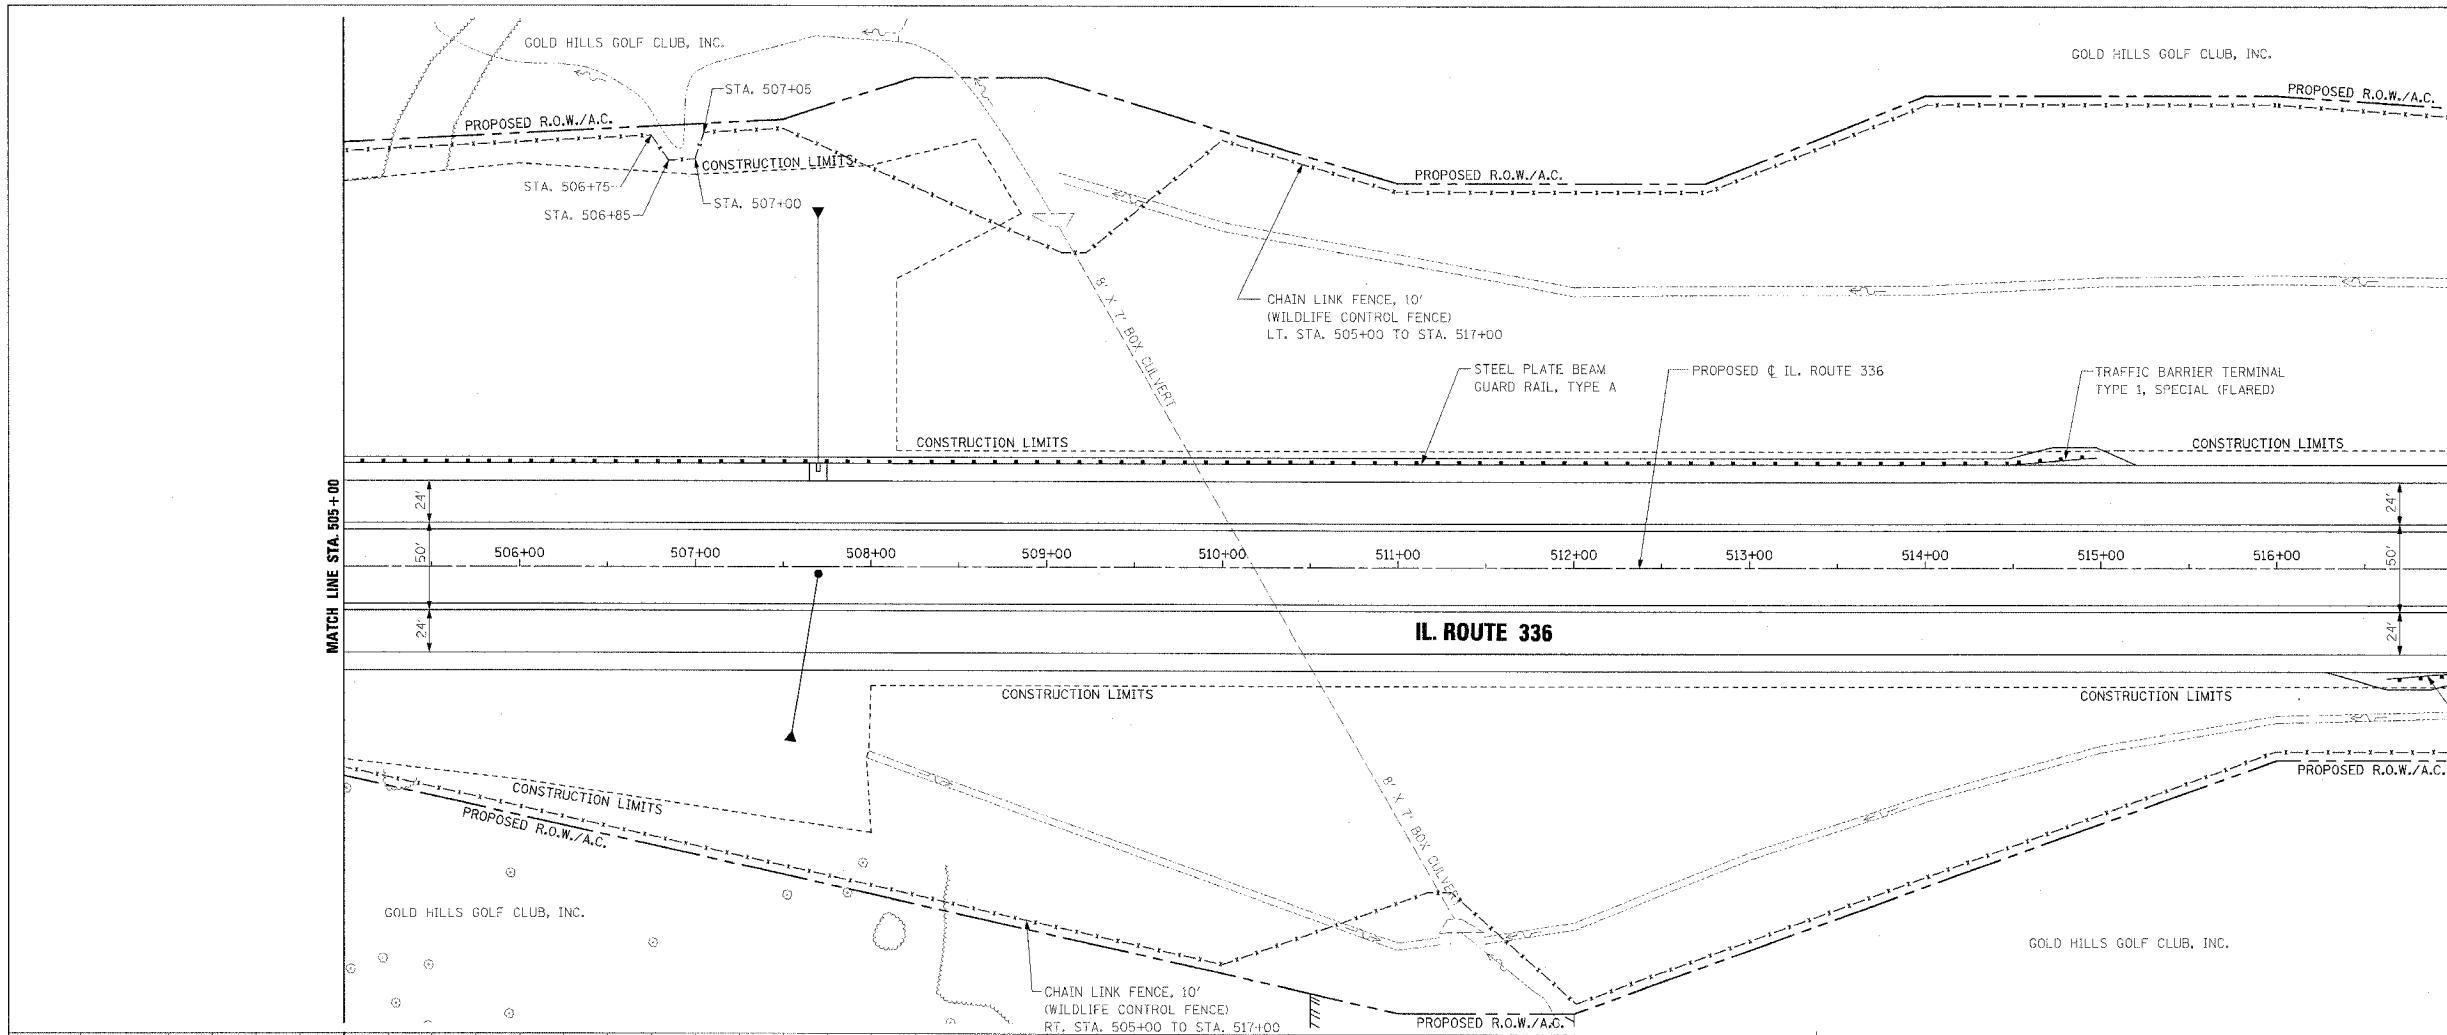 GOLD HILLS GOLF CLUB, INC.
GOLD HILLS GOLF CLUB, INC.
STA. 507+05
PROPOSED R.O.W./A.C.
PROPOSED R.O.W./A.C.
CONSTRUCTION LIMITS
PROPOSED R.O.W./A.C.
STA. 506+75
STA. 507+00
STA. 506+85
8' X 7' BOX CULVERT
CHAIN LINK FENCE, 10'
(WILDLIFE CONTROL FENCE)
LT. STA. 505+00 TO STA. 517+00
STEEL PLATE BEAM
GUARD RAIL, TYPE A
PROPOSED ℄ IL. ROUTE 336
TRAFFIC BARRIER TERMINAL
TYPE 1, SPECIAL (FLARED)
CONSTRUCTION LIMITS
CONSTRUCTION LIMITS
MATCH LINE STA. 505+00
24'
24'
50'
506+00
507+00
508+00
509+00
510+00
511+00
512+00
513+00
514+00
515+00
516+00
50'
24'
IL. ROUTE 336
24'
CONSTRUCTION LIMITS
CONSTRUCTION LIMITS
PROPOSED R.O.W./A.C.
CONSTRUCTION LIMITS
PROPOSED R.O.W./A.C.
8' X 7' BOX CULVERT
GOLD HILLS GOLF CLUB, INC.
GOLD HILLS GOLF CLUB, INC.
CHAIN LINK FENCE, 10'
(WILDLIFE CONTROL FENCE)
RT. STA. 505+00 TO STA. 517+00
PROPOSED R.O.W./A.C.